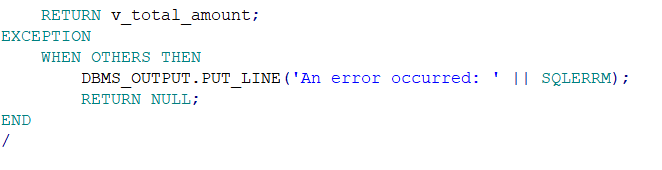 RETURN v_total_amount;
EXCEPTION
WHEN OTHERS THEN
DBMS_OUTPUT.PUT_LINE('An error occurred: ' || SQLERRM);
RETURN NULL;
END
/